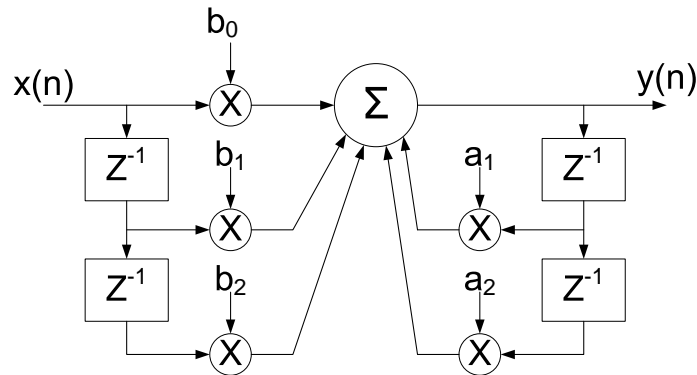 b₀
x(n) X Σ y(n)
Z⁻¹ b₁ a₁ Z⁻¹
X X
Z⁻¹ b₂ a₂ Z⁻¹
X X